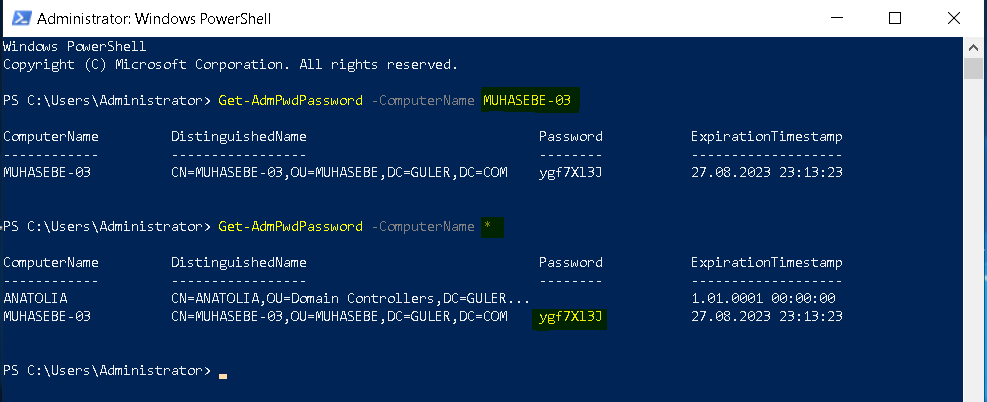 Administrator: Windows PowerShell
Windows PowerShell
Copyright (C) Microsoft Corporation. All rights reserved.
PS C:\Users\Administrator> Get-AdmPwdPassword -ComputerName MUHASEBE-03
ComputerName DistinguishedName Password ExpirationTimestamp
------------ ----------------- -------- -------------------
MUHASEBE-03 CN=MUHASEBE-03,OU=MUHASEBE,DC=GULER,DC=COM ygf7Xl3J 27.08.2023 23:13:23
PS C:\Users\Administrator> Get-AdmPwdPassword -ComputerName *
ComputerName DistinguishedName Password ExpirationTimestamp
------------ ----------------- -------- -------------------
ANATOLIA CN=ANATOLIA,OU=Domain Controllers,DC=GULER... 1.01.0001 00:00:00
MUHASEBE-03 CN=MUHASEBE-03,OU=MUHASEBE,DC=GULER,DC=COM ygf7Xl3J 27.08.2023 23:13:23
PS C:\Users\Administrator>